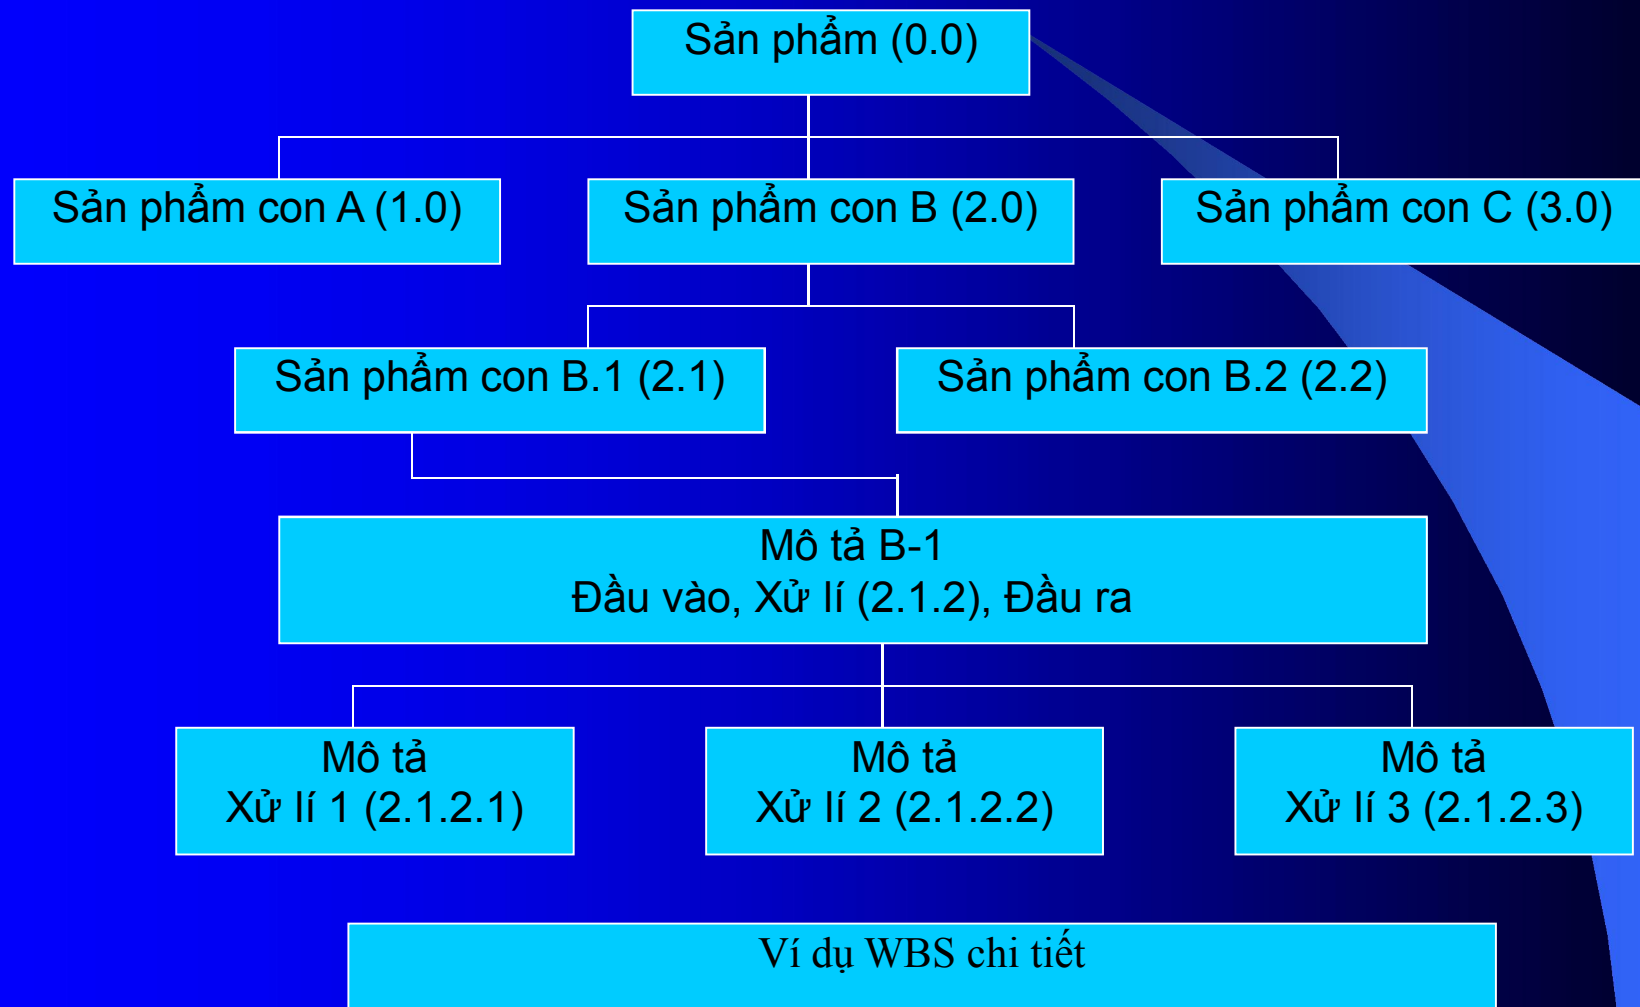 Sản phẩm (0.0)
Sản phẩm con A (1.0)
Sản phẩm con B (2.0)
Sản phẩm con C (3.0)
Sản phẩm con B.1 (2.1)
Sản phẩm con B.2 (2.2)
Mô tả B-1
Đầu vào, Xử lí (2.1.2), Đầu ra
Mô tả
Xử lí 1 (2.1.2.1)
Mô tả
Xử lí 2 (2.1.2.2)
Mô tả
Xử lí 3 (2.1.2.3)
Ví dụ WBS chi tiết